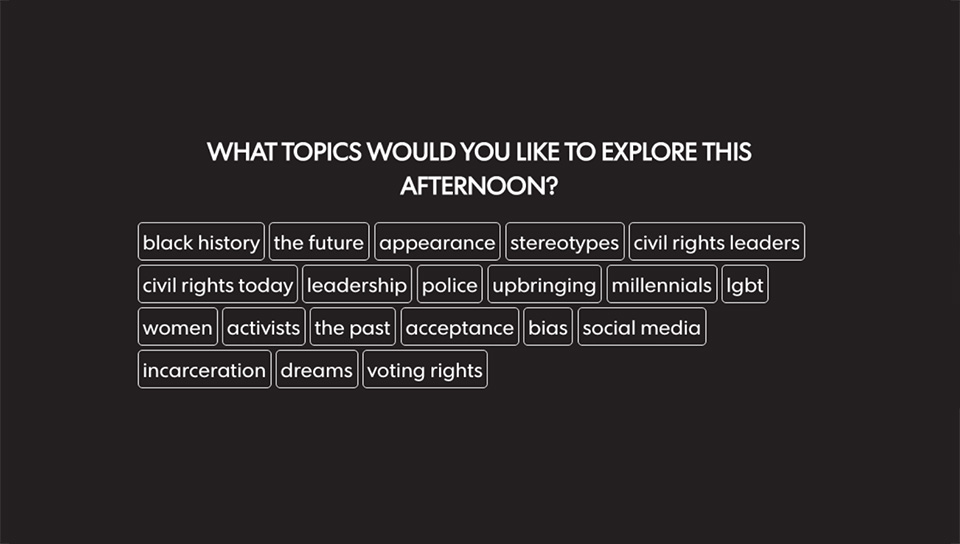 WHAT TOPICS WOULD YOU LIKE TO EXPLORE THIS
AFTERNOON?
black history the future appearance stereotypes civil rights leaders
civil rights today leadership police upbringing millennials lgbt
women activists the past acceptance bias social media
incarceration dreams voting rights